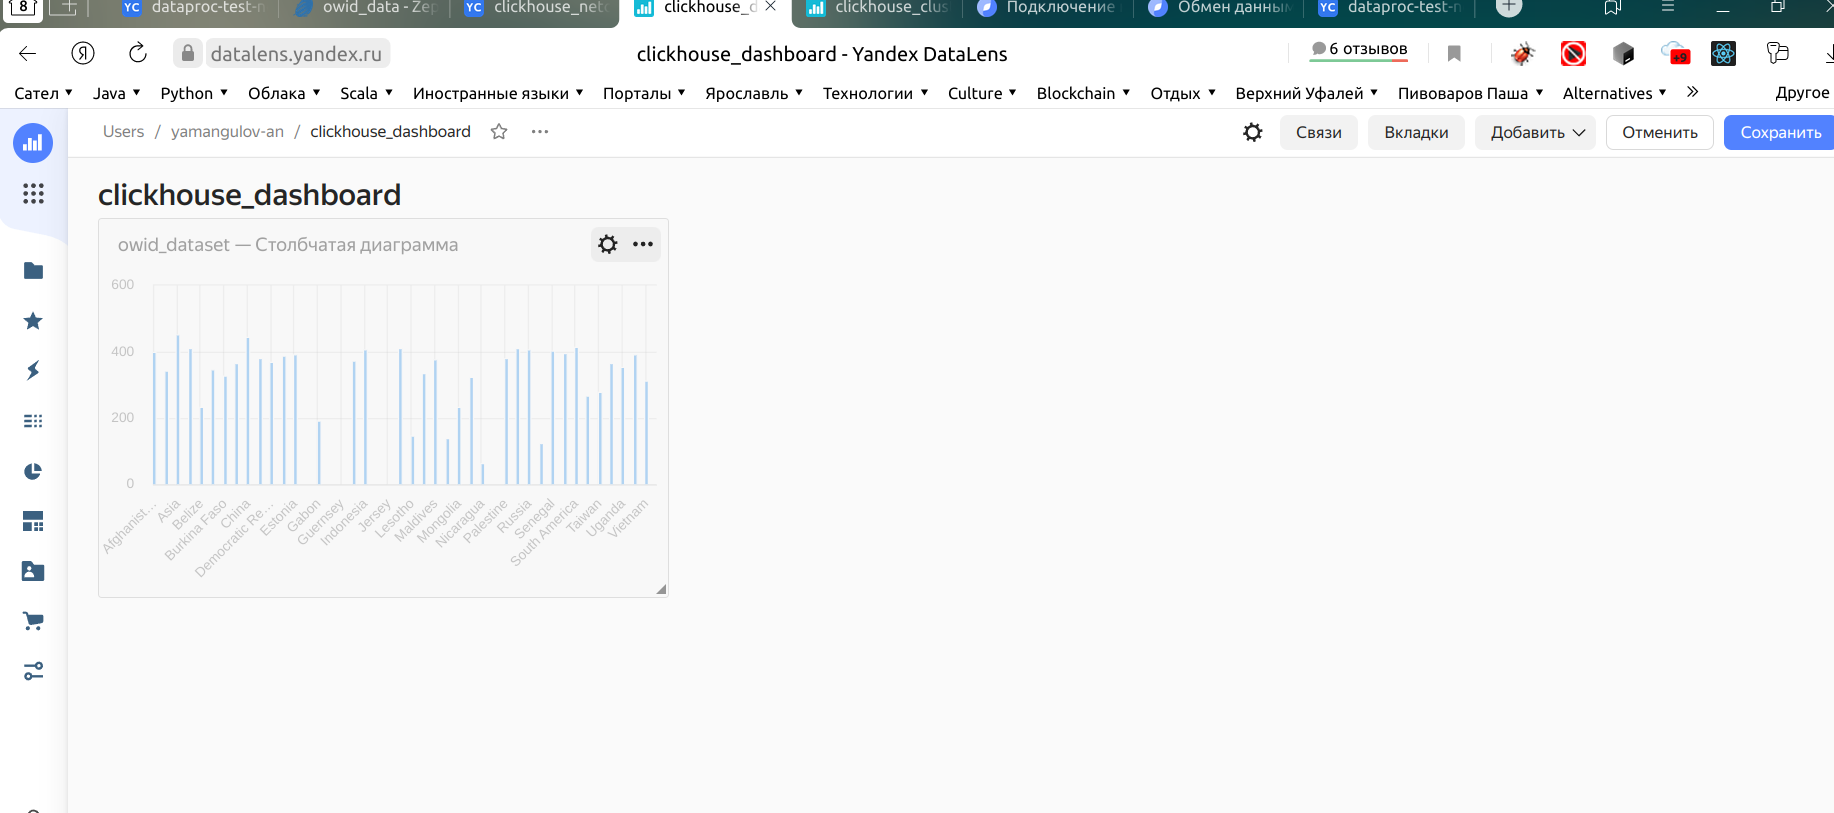 8 dataproc-test-n owid_data - Zep clickhouse_netc clickhouse_d clickhouse_clus Подключение Обмен данным dataproc-test-n
datalens.yandex.ru clickhouse_dashboard - Yandex DataLens 6 отзывов +9
Сател Java Python Облака Scala Иностранные языки Порталы Ярославль Технологии Culture Blockchain Отдых Верхний Уфалей Пивоваров Паша Alternatives » Другое
Users / yamangulov-an / clickhouse_dashboard Связи Вкладки Добавить Отменить Сохранить
clickhouse_dashboard
owid_dataset — Столбчатая диаграмма
600
400
200
0
Afghanist... Asia Belize Burkina Faso China Democratic Re... Estonia Gabon Guernsey Indonesia Jersey Lesotho Maldives Mongolia Nicaragua Palestine Russia Senegal South America Taiwan Uganda Vietnam